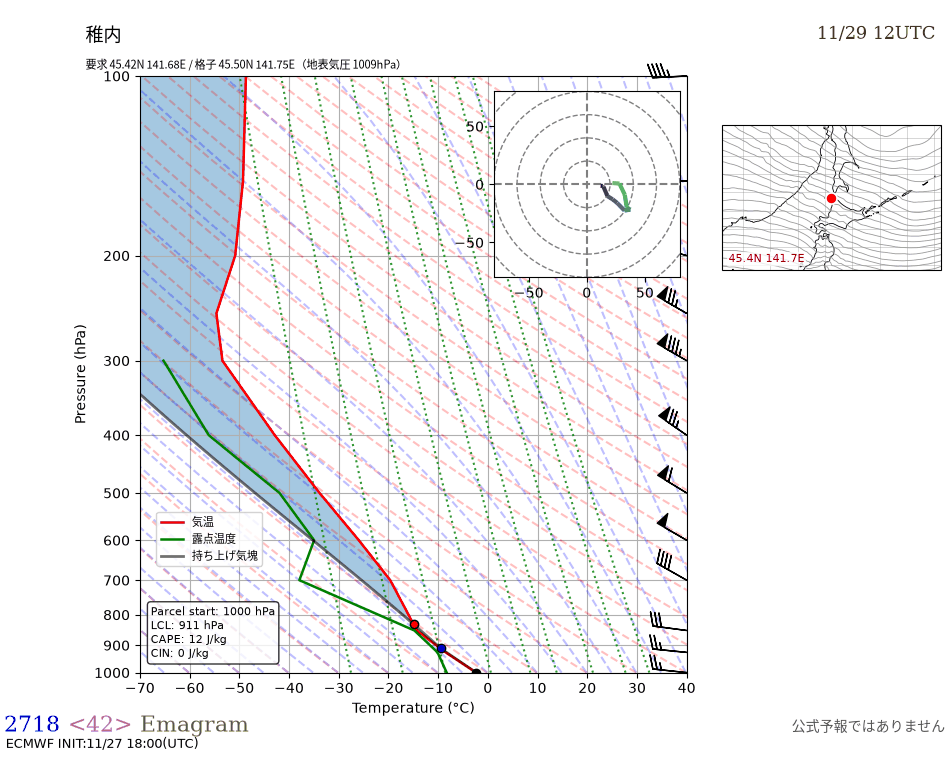 稚内
11/29 12UTC
要求 45.42N 141.68E / 格子 45.50N 141.75E（地表気圧 1009hPa）
100
200
300
400
500
600
700
800
900
1000
Pressure (hPa)
50
0
−50
−50 0 50
45.4N 141.7E
気温
露点温度
持ち上げ気塊
Parcel start: 1000 hPa
LCL: 911 hPa
CAPE: 12 J/kg
CIN: 0 J/kg
−70 −60 −50 −40 −30 −20 −10 0 10 20 30 40
Temperature (°C)
2718 <42> Emagram
公式予報ではありません
ECMWF INIT:11/27 18:00(UTC)